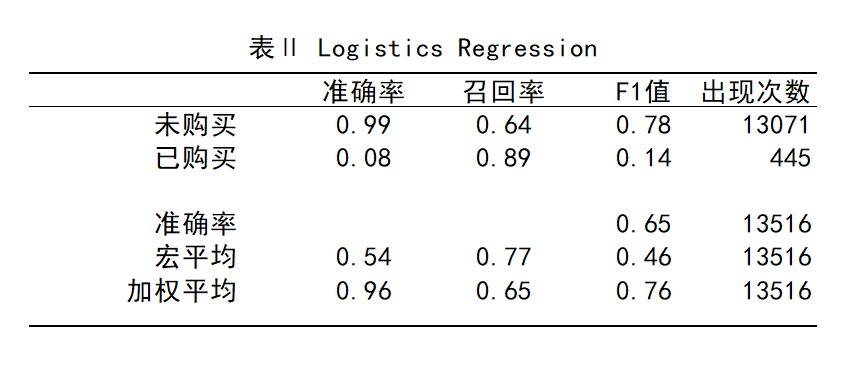 表Ⅱ Logistics Regression
准确率 召回率 F1值 出现次数
未购买 0.99 0.64 0.78 13071
已购买 0.08 0.89 0.14 445
准确率 0.65 13516
宏平均 0.54 0.77 0.46 13516
加权平均 0.96 0.65 0.76 13516